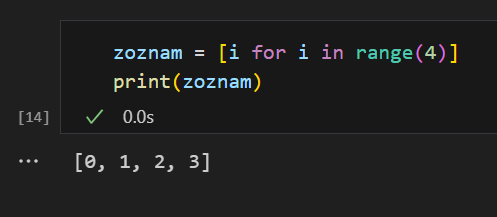 zoznam = [i for i in range(4)]
print(zoznam)
[14] ✓ 0.0s
... [0, 1, 2, 3]